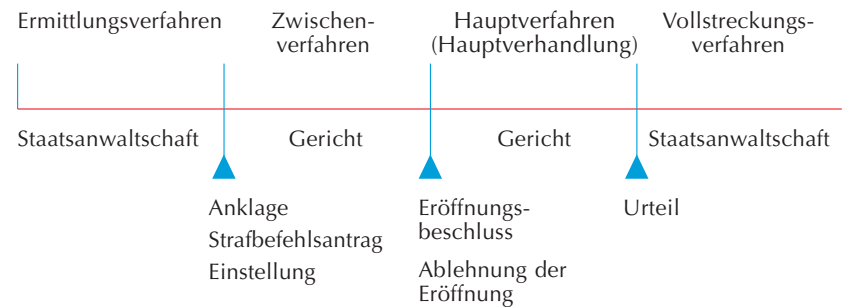 Ermittlungsverfahren
Zwischen-
verfahren
Hauptverfahren
(Hauptverhandlung)
Vollstreckungs-
verfahren
Staatsanwaltschaft
Gericht
Gericht
Staatsanwaltschaft
Anklage
Strafbefehlsantrag
Einstellung
Eröffnungs-
beschluss
Ablehnung der
Eröffnung
Urteil